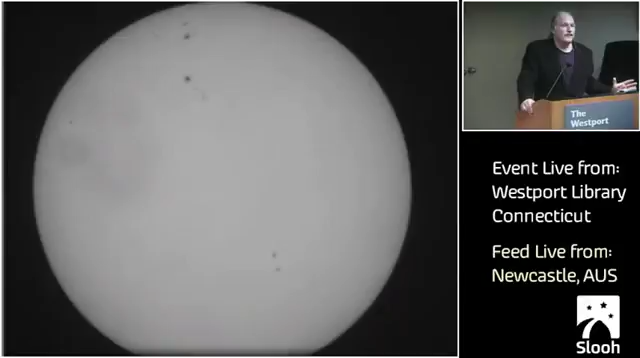 The
Westport
Event Live from:
Westport Library
Connecticut
Feed Live from:
Newcastle, AUS
Slooh